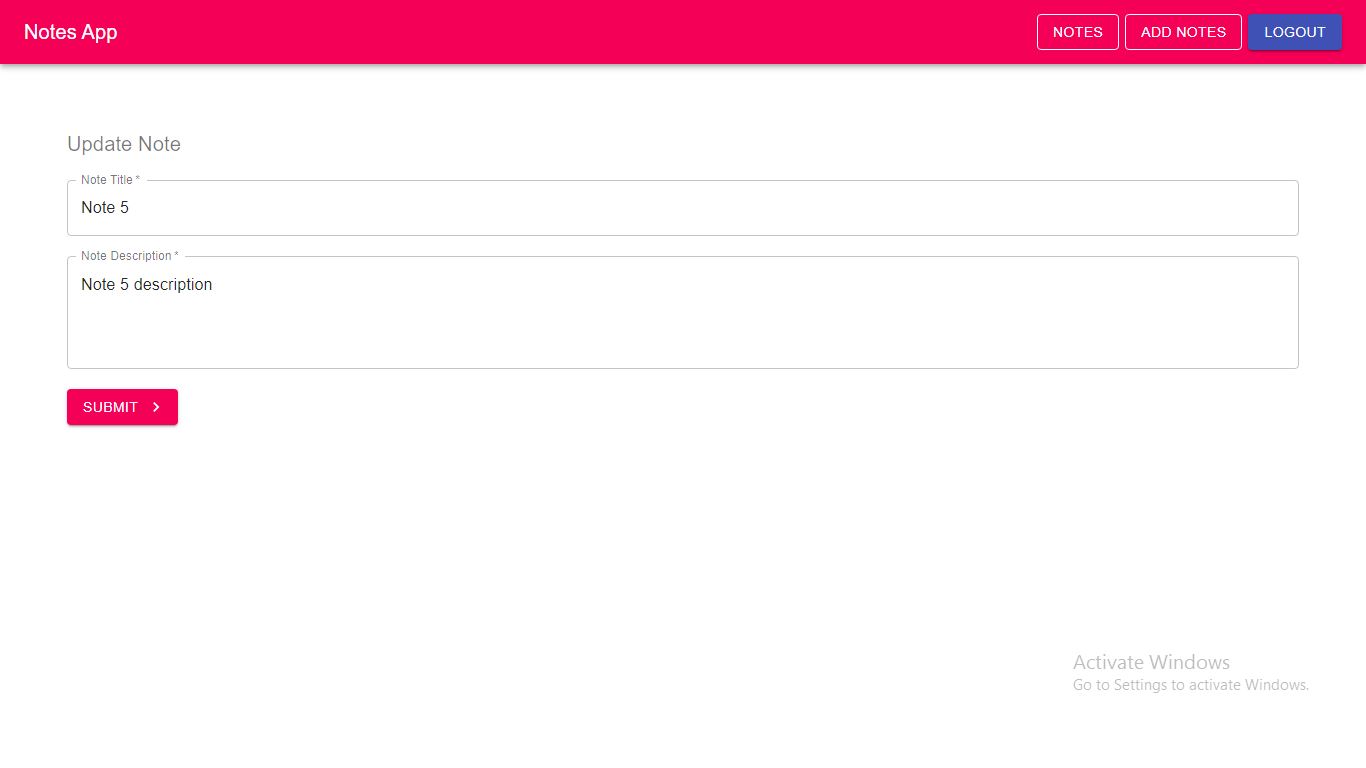 Notes App
NOTES
ADD NOTES
LOGOUT
Update Note
Note Title *
Note 5
Note Description *
Note 5 description
SUBMIT
Activate Windows
Go to Settings to activate Windows.